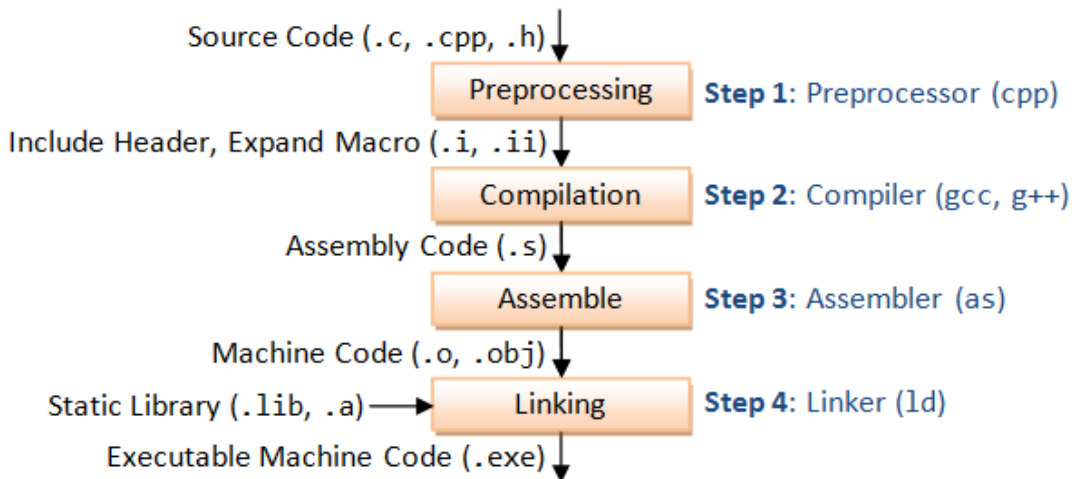 Source Code (.c, .cpp, .h)
Preprocessing
Step 1: Preprocessor (cpp)
Include Header, Expand Macro (.i, .ii)
Compilation
Step 2: Compiler (gcc, g++)
Assembly Code (.s)
Assemble
Step 3: Assembler (as)
Machine Code (.o, .obj)
Static Library (.lib, .a)
Linking
Step 4: Linker (ld)
Executable Machine Code (.exe)